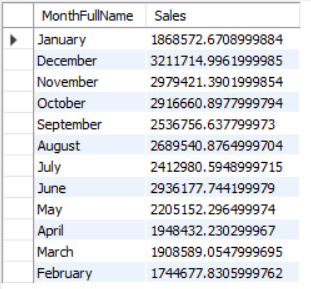 MonthFullName Sales
January 1868572.6708999884
December 3211714.9961999985
November 2979421.3901999854
October 2916660.8977999794
September 2536756.637799973
August 2689540.8764999704
July 2412980.5948999715
June 2936177.744199979
May 2205152.296499974
April 1948432.230299967
March 1908589.0547999695
February 1744677.8305999762